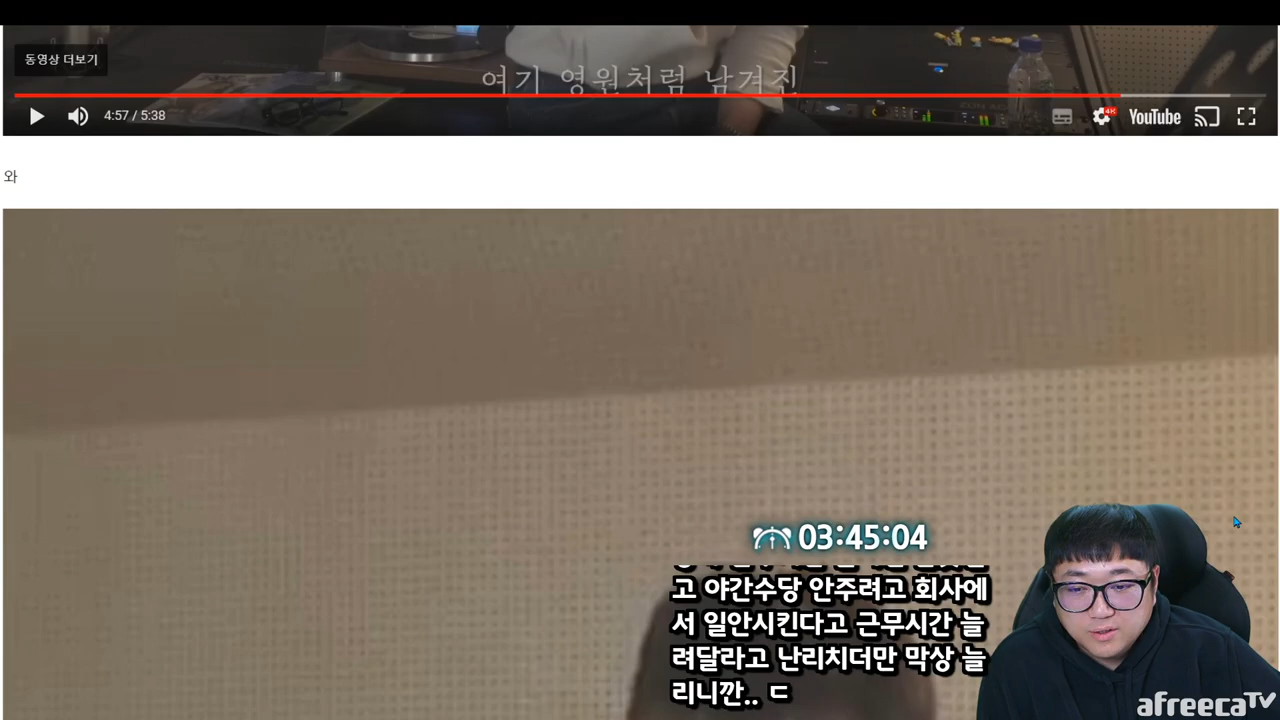 동영상 더보기
여기 영원처럼 남겨진
4:57 / 5:38
4K
YouTube
와
03:45:04
고 야간수당 안주려고 회사에
서 일안시킨다고 근무시간 늘
려달라고 난리치더만 막상 늘
리니깐.. ㄷ
afreecaTV